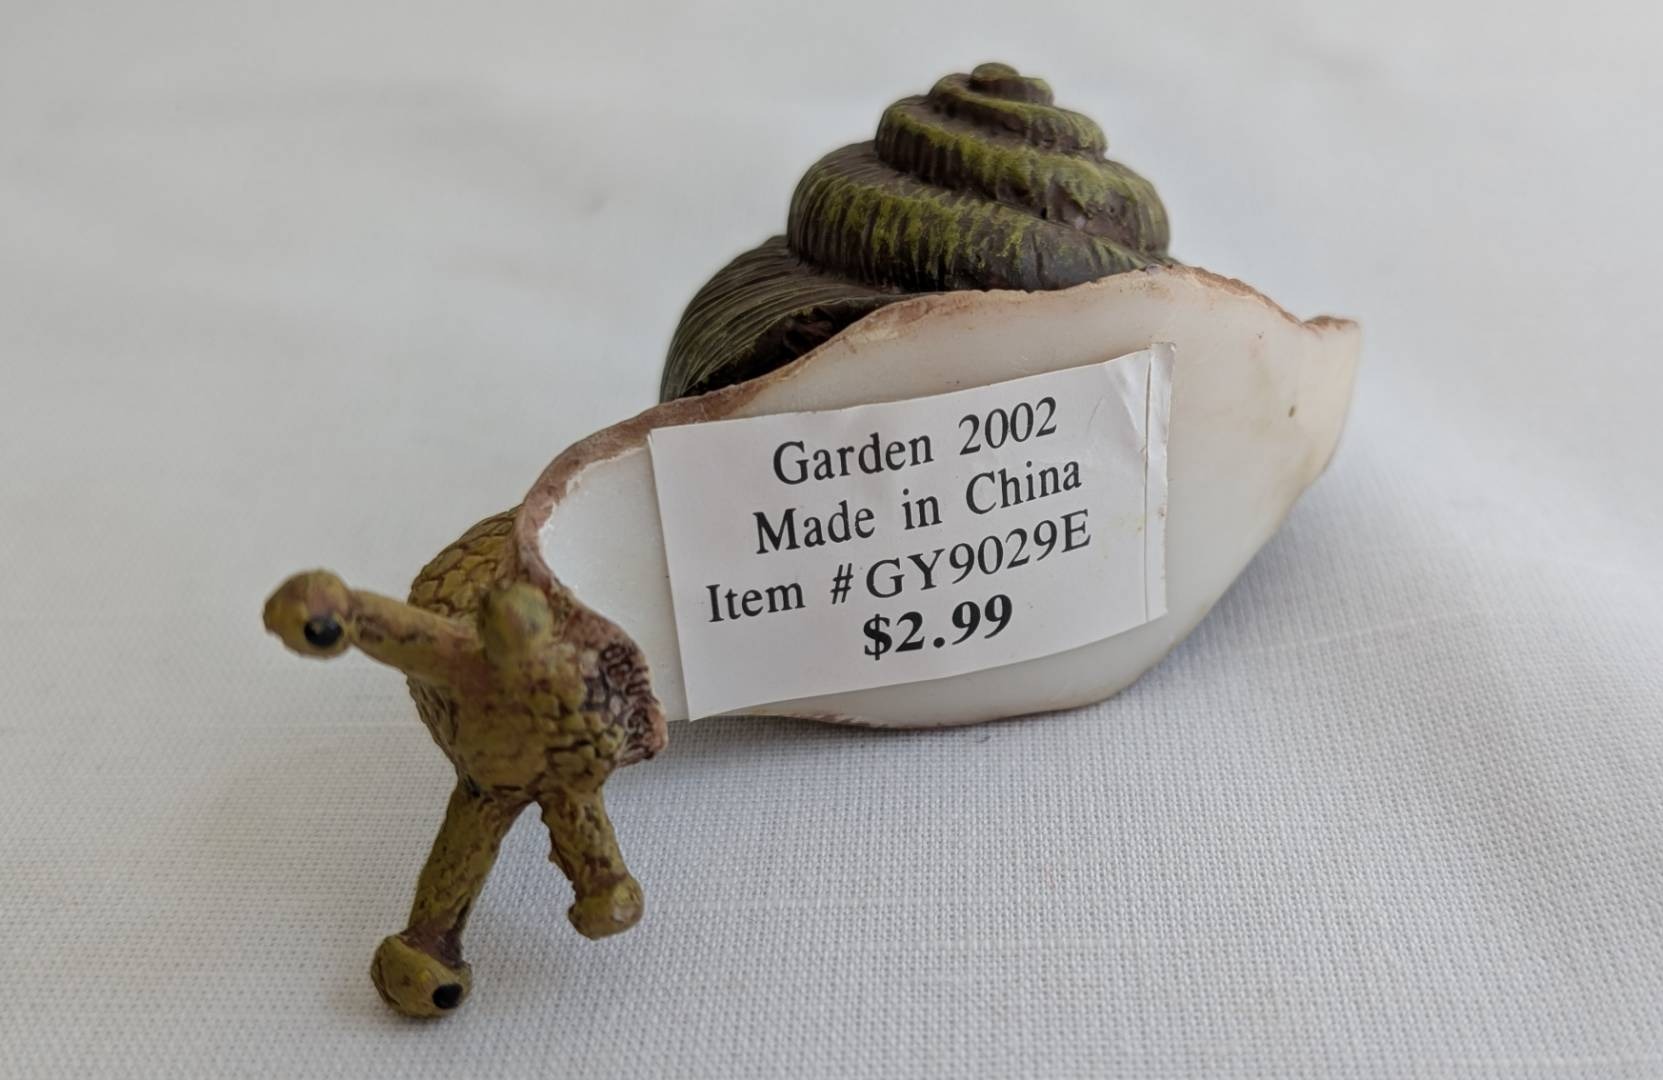 Garden 2002
Made in China
Item #GY9029E
$2.99